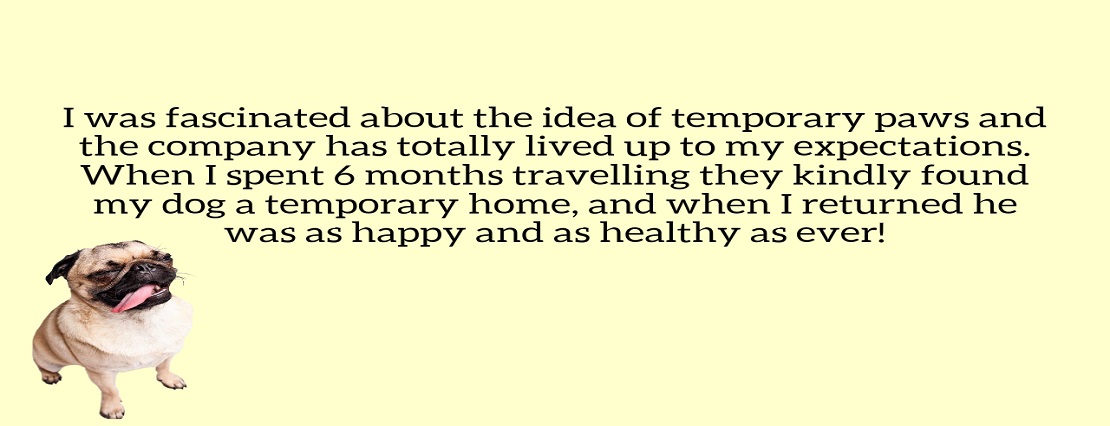 I was fascinated about the idea of temporary paws and
the company has totally lived up to my expectations.
When I spent 6 months travelling they kindly found
my dog a temporary home, and when I returned he
was as happy and as healthy as ever!